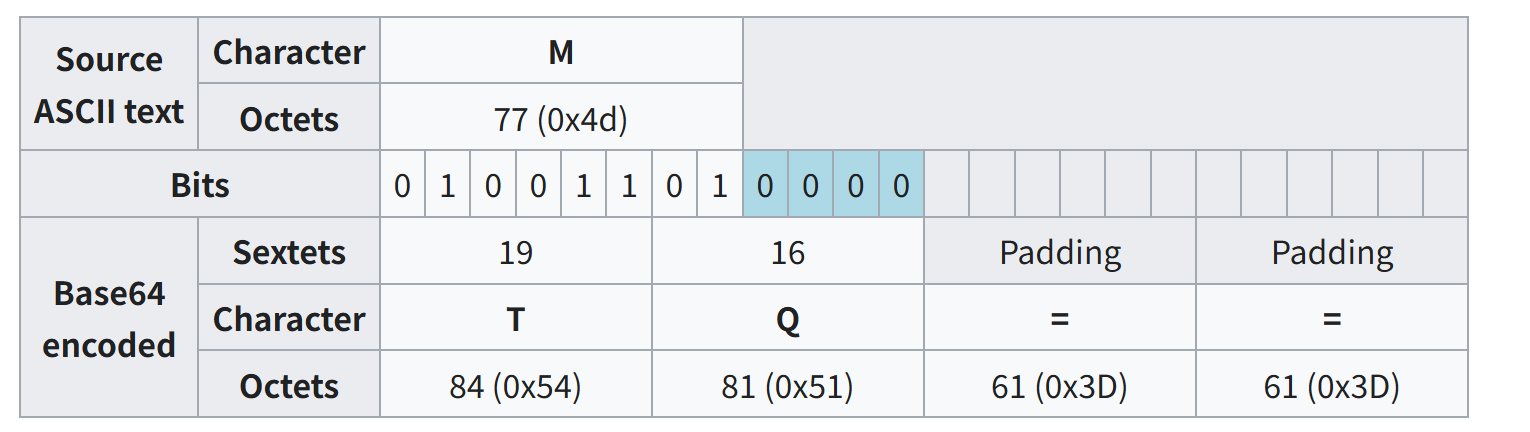 Source ASCII text
Character M
Octets 77 (0x4d)
Bits 0 1 0 0 1 1 0 1 0 0 0 0
Base64 encoded
Sextets 19 16 Padding Padding
Character T Q = =
Octets 84 (0x54) 81 (0x51) 61 (0x3D) 61 (0x3D)